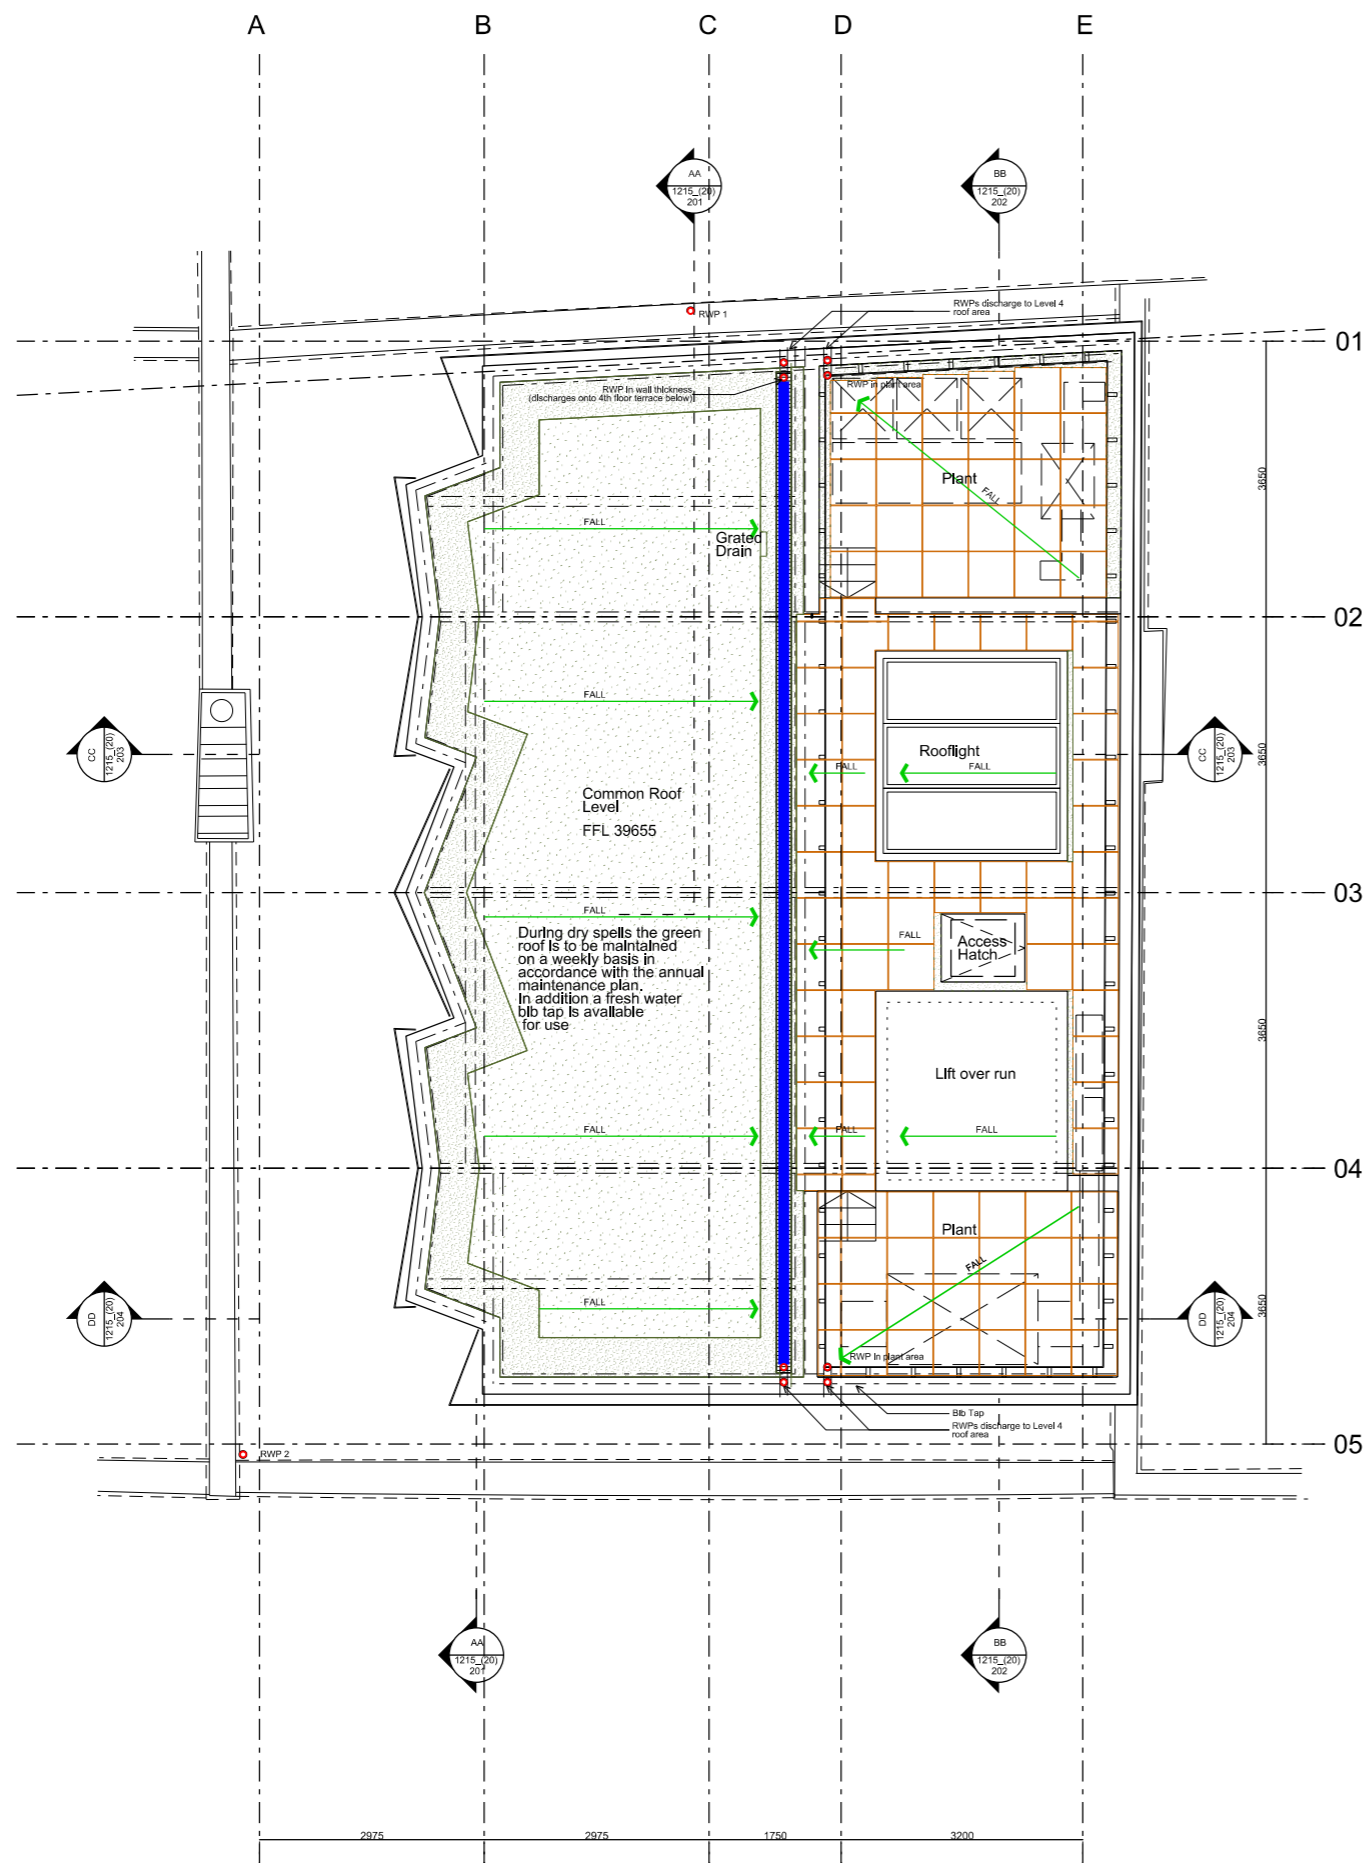 A
B
C
D
E
AA
1215_(20)
201
BB
1215_(20)
202
RWPs discharge to Level 4
roof area
RWP 1
01
RWP in wall thickness
(discharges onto 4th floor terrace below)
RWP in plant area
Plant
FALL
3650
FALL
Grated
Drain
02
FALL
CC
1215_(20)
203
Rooflight
FALL
FALL
CC
1215_(20)
203
3650
Common Roof
Level
FFL 39655
03
FALL
During dry spells the green
roof is to be maintained
on a weekly basis in
accordance with the annual
maintenance plan.
In addition a fresh water
bib tap is available
for use
FALL
Access
Hatch
3650
Lift over run
FALL
FALL
FALL
04
Plant
FALL
DD
1215_(20)
204
FALL
DD
1215_(20)
204
3650
RWP in plant area
Bib Tap
RWPs discharge to Level 4
roof area
RWP 2
05
AA
1215_(20)
201
BB
1215_(20)
202
2975
2975
1750
3200